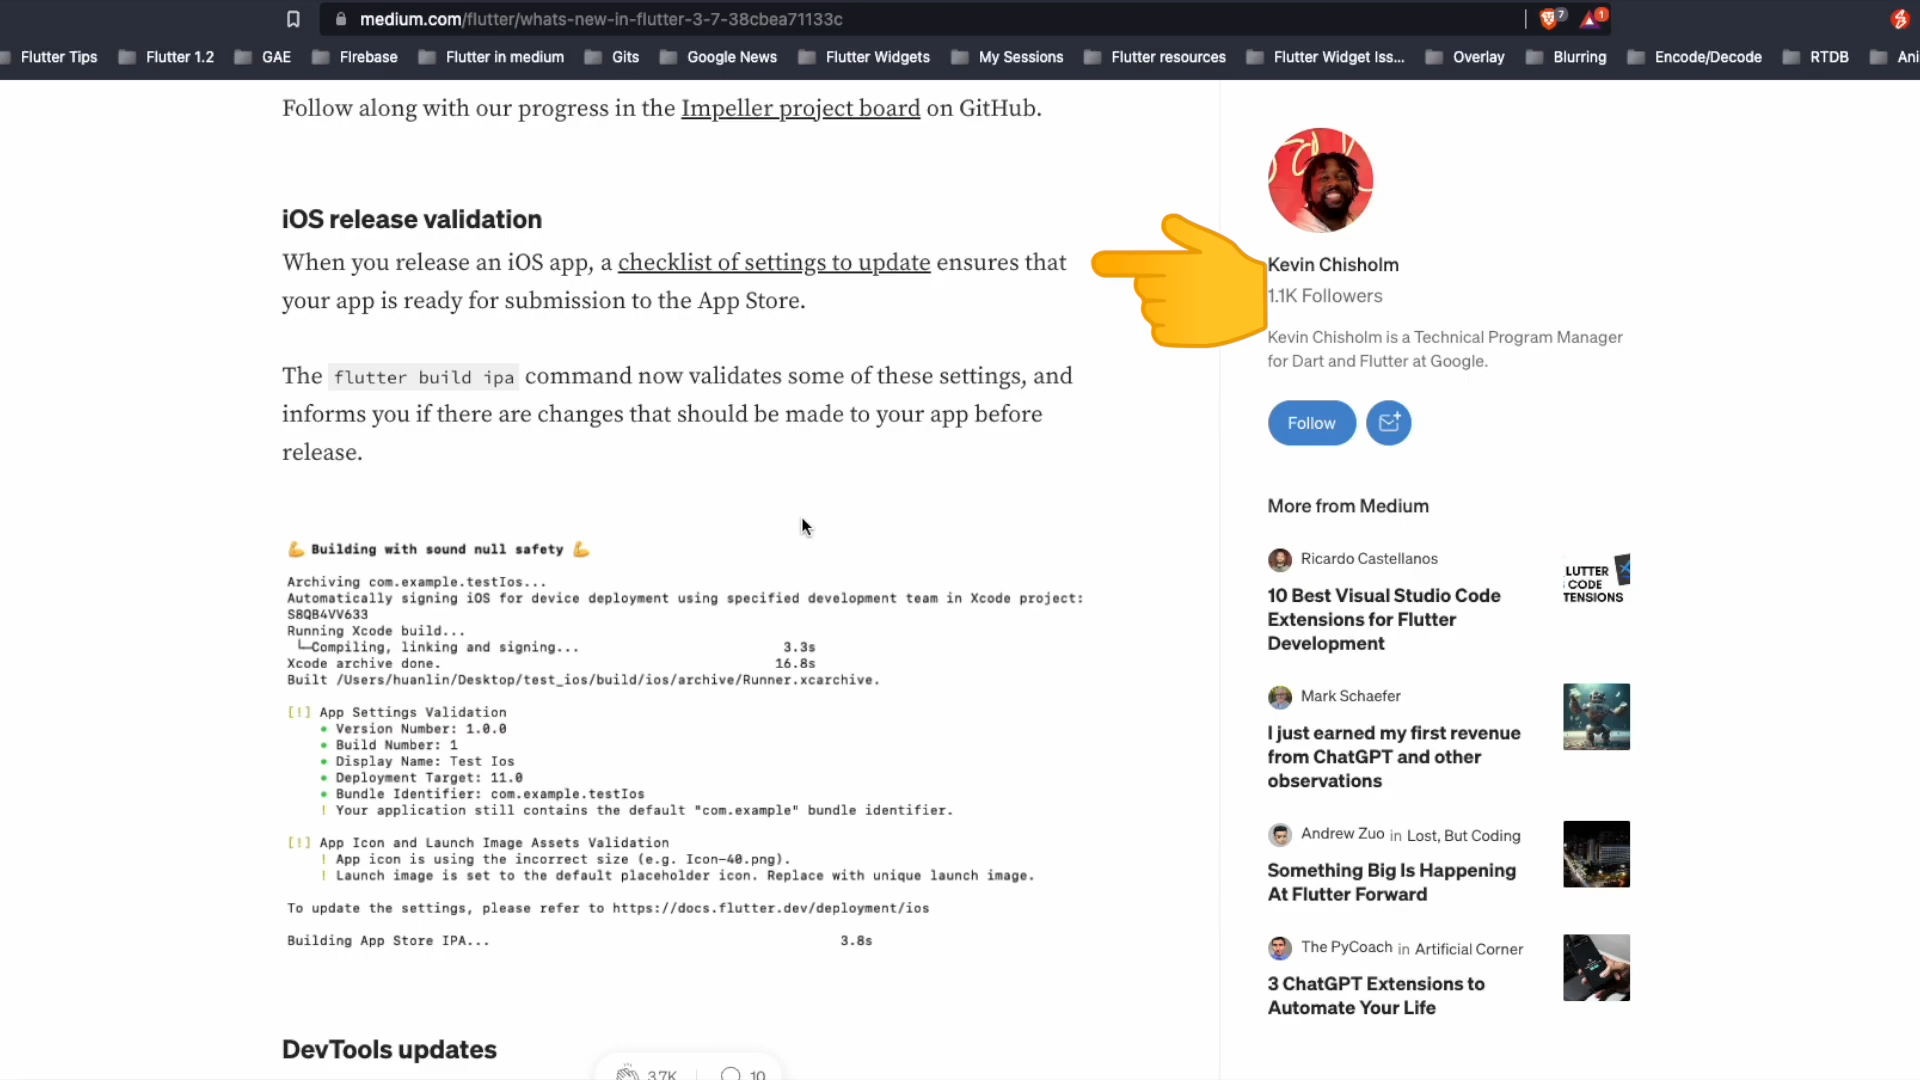 medium.com/flutter/whats-new-in-flutter-3-7-38cbea71133c
7
1
Flutter Tips
Flutter 1.2
GAE
FIrebase
Flutter in medium
Gits
Google News
Flutter Widgets
My Sessions
Flutter resources
Flutter Widget Iss...
Overlay
Blurring
Encode/Decode
RTDB
Ani
Follow along with our progress in the Impeller project board on GitHub.
iOS release validation
When you release an iOS app, a checklist of settings to update ensures that
your app is ready for submission to the App Store.
The flutter build ipa command now validates some of these settings, and
informs you if there are changes that should be made to your app before
release.
💪 Building with sound null safety 💪
Archiving com.example.testIos...
Automatically signing iOS for device deployment using specified development team in Xcode project:
S8QB4VV633
Running Xcode build...
└─Compiling, linking and signing... 3.3s
Xcode archive done. 16.8s
Built /Users/huanlin/Desktop/test_ios/build/ios/archive/Runner.xcarchive.
[!] App Settings Validation
• Version Number: 1.0.0
• Build Number: 1
• Display Name: Test Ios
• Deployment Target: 11.0
• Bundle Identifier: com.example.testIos
! Your application still contains the default "com.example" bundle identifier.
[!] App Icon and Launch Image Assets Validation
! App icon is using the incorrect size (e.g. Icon-40.png).
! Launch image is set to the default placeholder icon. Replace with unique launch image.
To update the settings, please refer to https://docs.flutter.dev/deployment/ios
Building App Store IPA... 3.8s
DevTools updates
3.7K
10
Kevin Chisholm
1.1K Followers
Kevin Chisholm is a Technical Program Manager
for Dart and Flutter at Google.
Follow
More from Medium
Ricardo Castellanos
10 Best Visual Studio Code
Extensions for Flutter
Development
LUTTER
CODE
TENSIONS
Mark Schaefer
I just earned my first revenue
from ChatGPT and other
observations
Andrew Zuo in Lost, But Coding
Something Big Is Happening
At Flutter Forward
The PyCoach in Artificial Corner
3 ChatGPT Extensions to
Automate Your Life